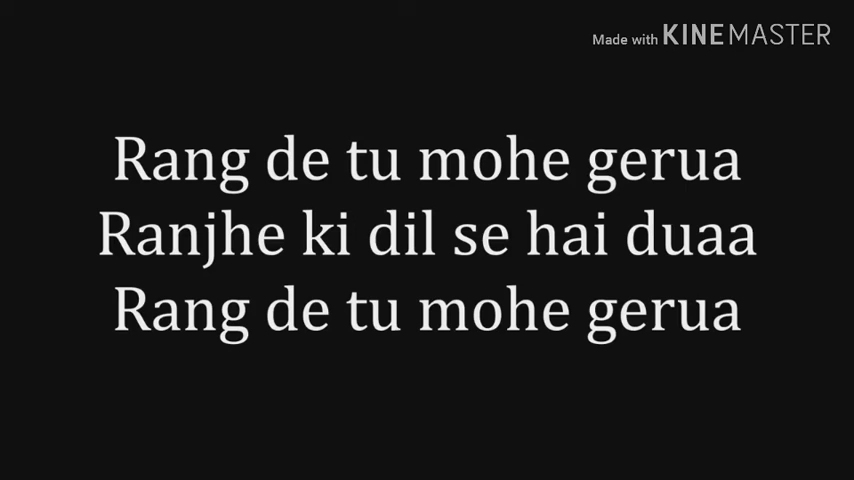 Made with KINEMASTER
Rang de tu mohe gerua
Ranjhe ki dil se hai duaa
Rang de tu mohe gerua